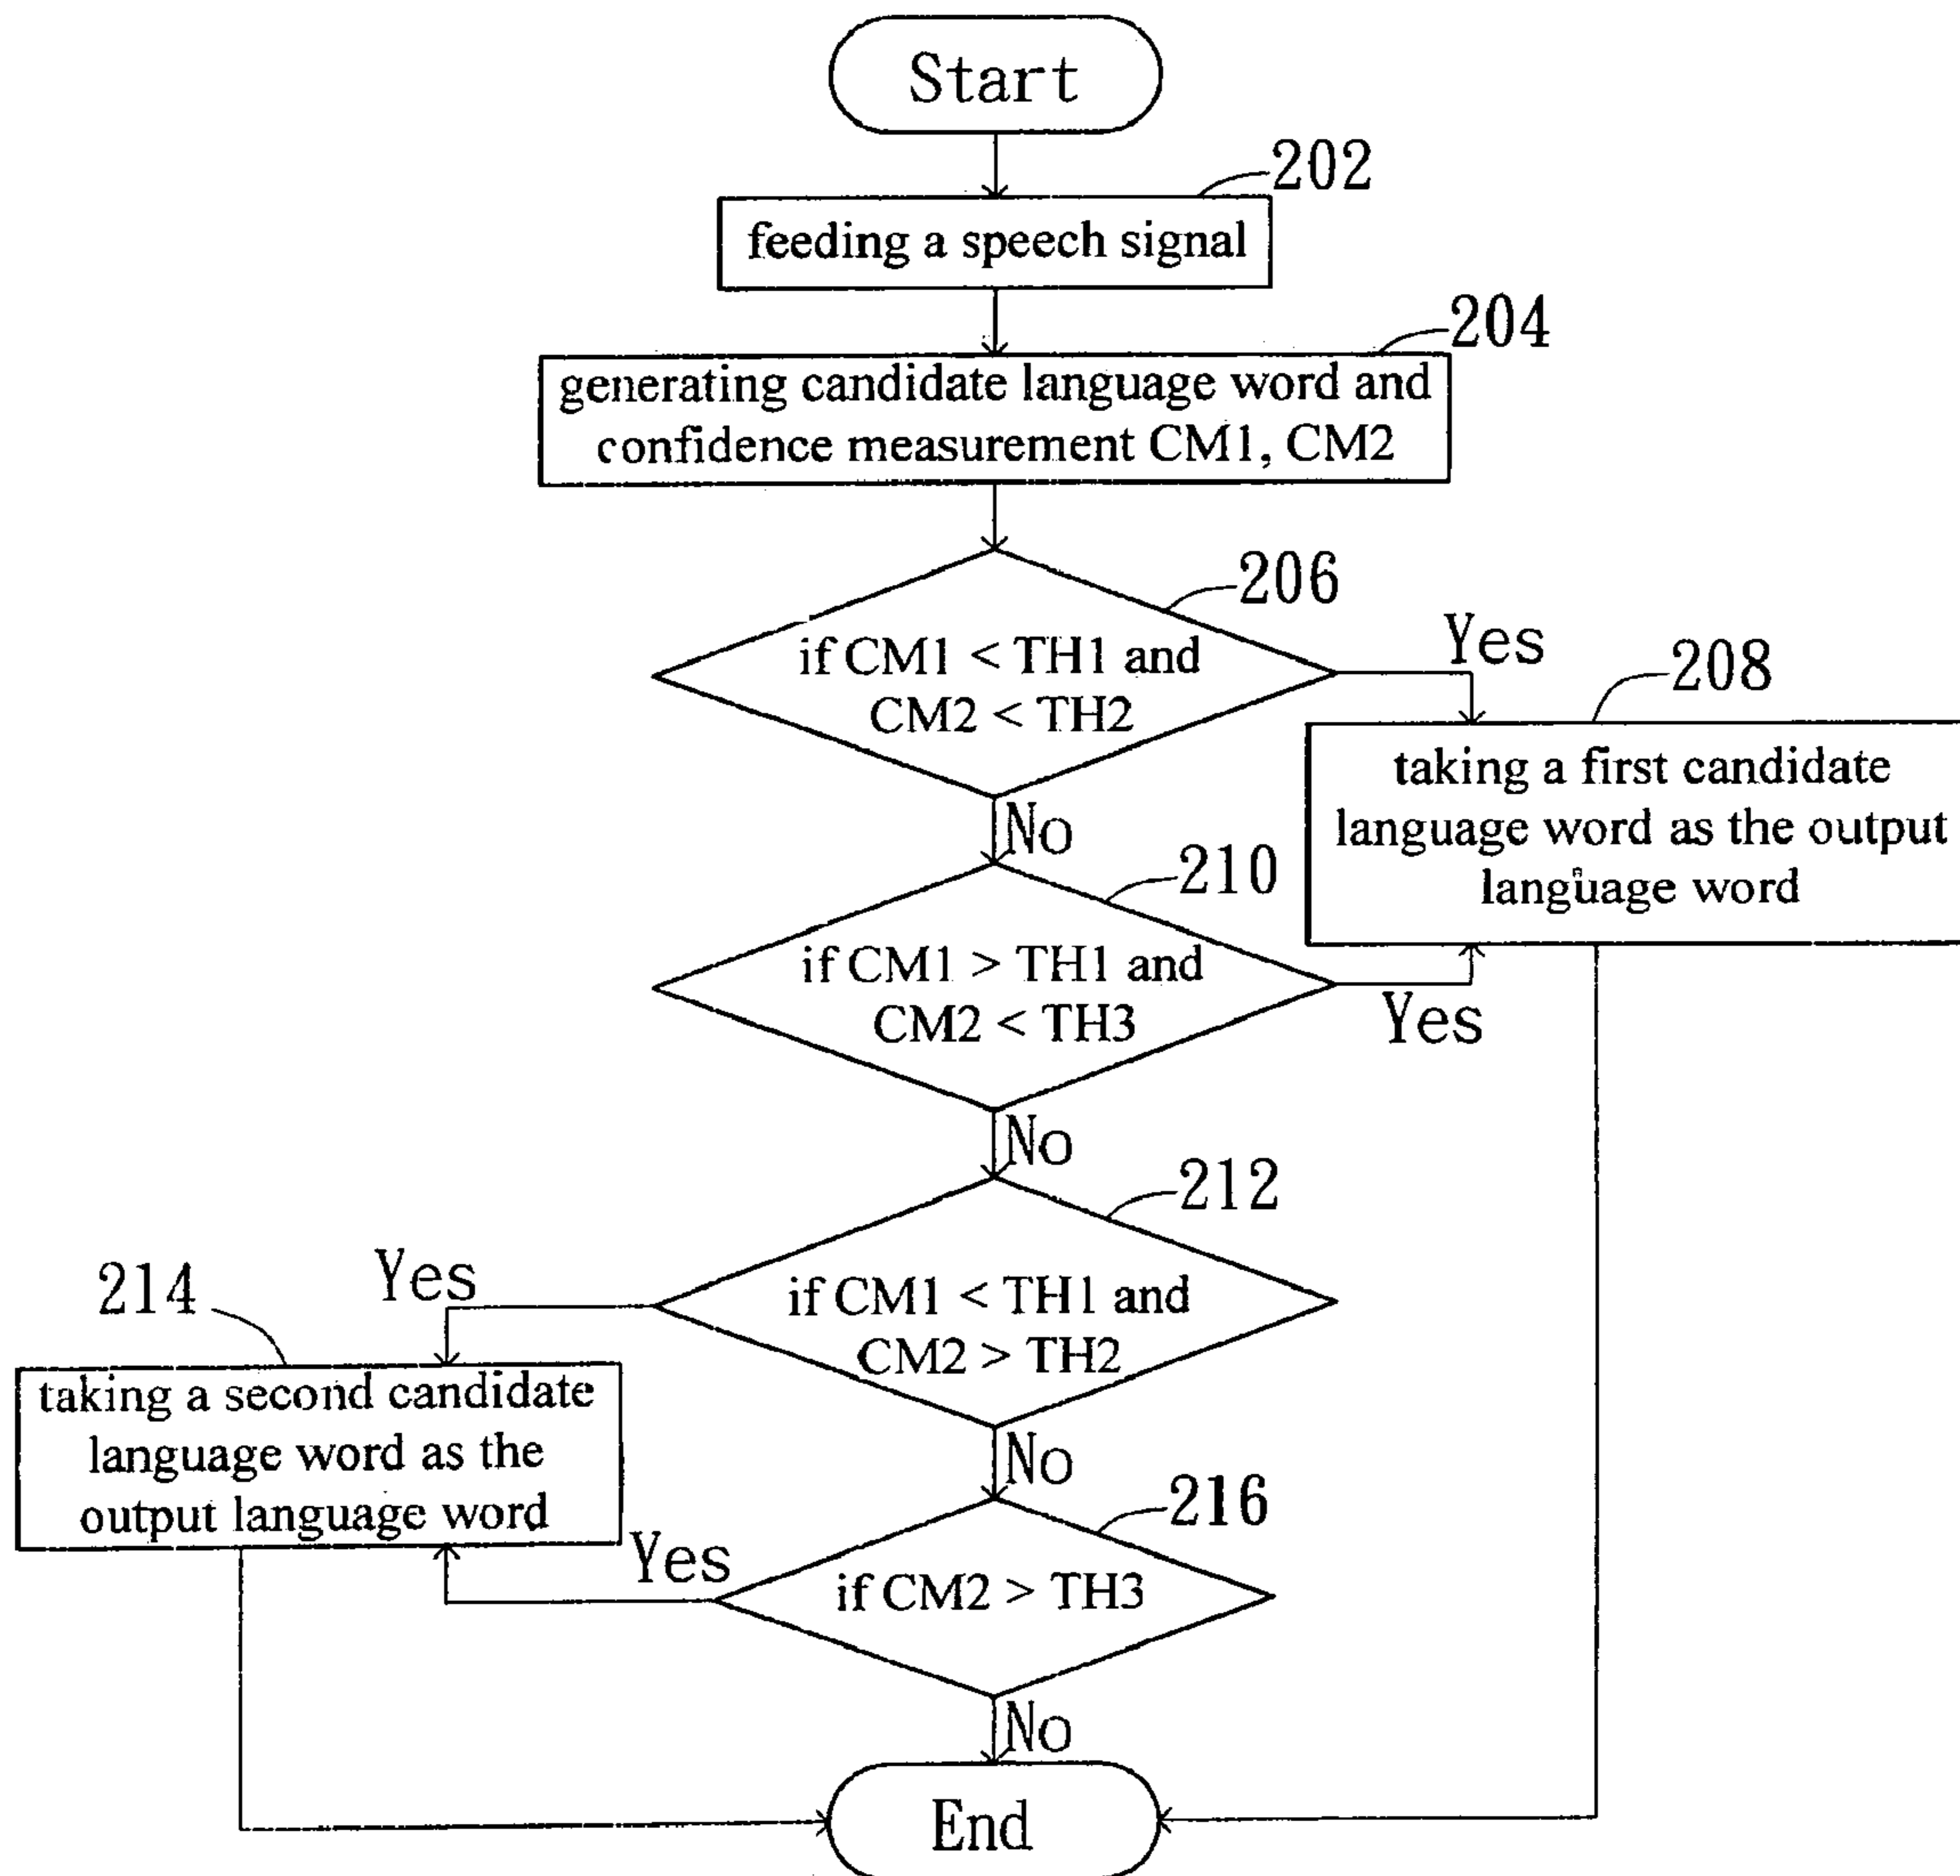 Start
202
feeding a speech signal
204
generating candidate language word and
confidence measurement CM1, CM2
206
if CM1 < TH1 and
CM2 < TH2
Yes
208
taking a first candidate
language word as the output
language word
No
210
if CM1 > TH1 and
CM2 < TH3
Yes
No
212
if CM1 < TH1 and
CM2 > TH2
Yes
214
taking a second candidate
language word as the
output language word
No
216
if CM2 > TH3
Yes
No
End